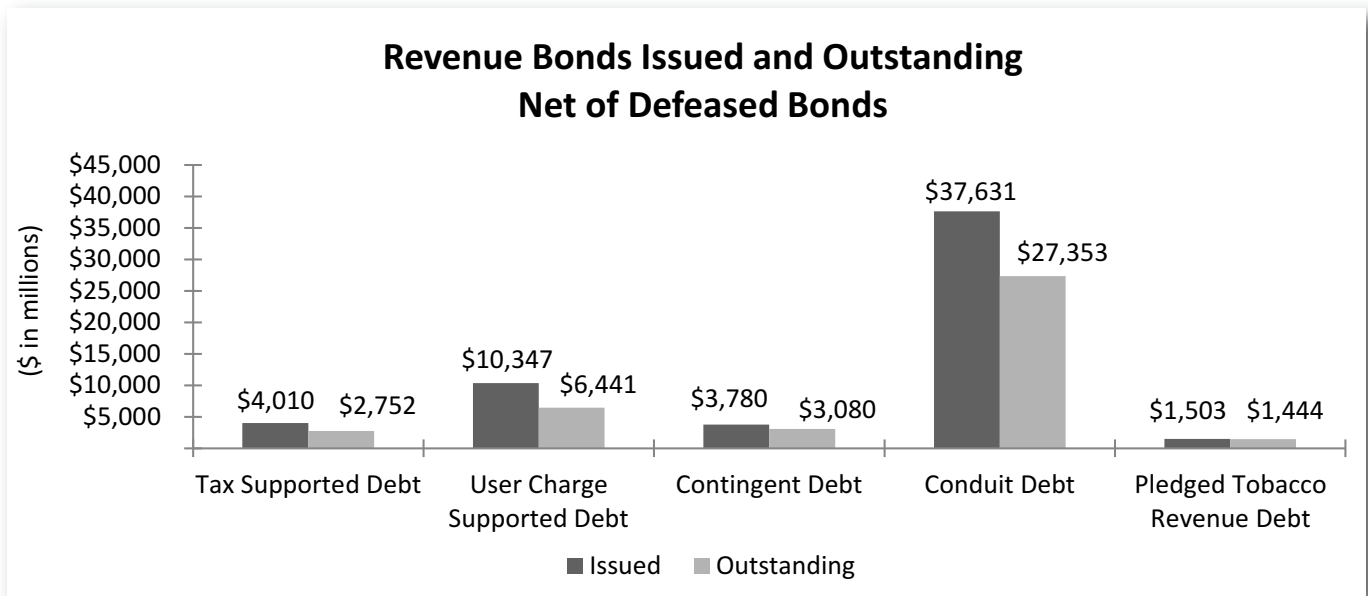 Revenue Bonds Issued and Outstanding
Net of Defeased Bonds
($ in millions)
$45,000
$40,000
$35,000
$30,000
$25,000
$20,000
$15,000
$10,000
$5,000
$4,010
$2,752
$10,347
$6,441
$3,780
$3,080
$37,631
$27,353
$1,503
$1,444
Tax Supported Debt
User Charge
Supported Debt
Contingent Debt
Conduit Debt
Pledged Tobacco
Revenue Debt
Issued
Outstanding